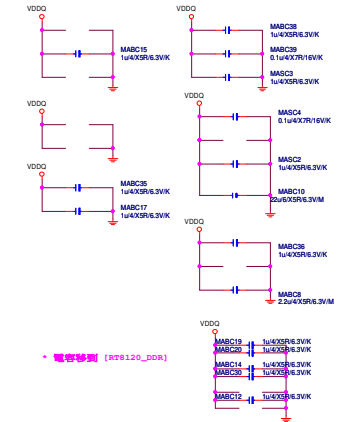 VDDQ
MABC15
1u/4/X5R/6.3V/K
VDDQ
VDDQ
MABC35
1u/4/X5R/6.3V/K
MABC17
1u/4/X5R/6.3V/K
VDDQ
MABC38
1u/4/X5R/6.3V/K
MABC39
0.1u/4/X7R/16V/K
MASC3
1u/4/X5R/6.3V/K
VDDQ
MASC4
0.1u/4/X7R/16V/K
MASC2
1u/4/X5R/6.3V/K
MABC10
22u/6/X5R/6.3V/M
VDDQ
MABC36
1u/4/X5R/6.3V/K
MABC8
2.2u/4/X5R/6.3V/M
VDDQ
MABC19 1u/4/X5R/6.3V/K
MABC20 1u/4/X5R/6.3V/K
MABC14 1u/4/X5R/6.3V/K
MABC30 1u/4/X5R/6.3V/K
MABC12 1u/4/X5R/6.3V/K
* 電容移到 [RT8120_DDR]